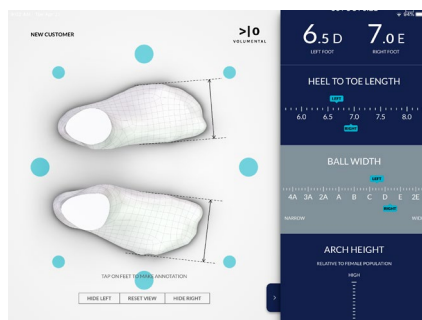 NEW CUSTOMER
>|O
VOLUMENTAL
TAP ON FEET TO MAKE ANNOTATION
HIDE LEFT
RESET VIEW
HIDE RIGHT
64%
6.5 D
LEFT FOOT
7.0 E
RIGHT FOOT
HEEL TO TOE LENGTH
LEFT
6.0 6.5 7.0 7.5 8.0
RIGHT
BALL WIDTH
LEFT
4A 3A 2A A B C D E 2E
RIGHT
NARROW
ARCH HEIGHT
RELATIVE TO FEMALE POPULATION
HIGH